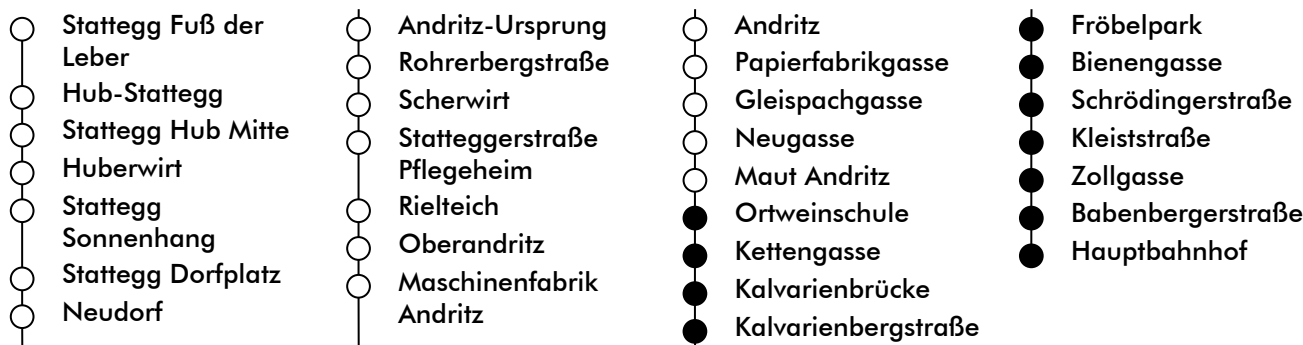 Stattegg Fuß der
Leber
Hub-Stattegg
Stattegg Hub Mitte
Huberwirt
Stattegg
Sonnenhang
Stattegg Dorfplatz
Neudorf
Andritz-Ursprung
Rohrerbergstraße
Scherwirt
Statteggerstraße
Pflegeheim
Rielteich
Oberandritz
Maschinenfabrik
Andritz
Andritz
Papierfabrikgasse
Gleispachgasse
Neugasse
Maut Andritz
Ortweinschule
Kettengasse
Kalvarienbrücke
Kalvarienbergstraße
Fröbelpark
Bienengasse
Schrödingerstraße
Kleiststraße
Zollgasse
Babenbergerstraße
Hauptbahnhof